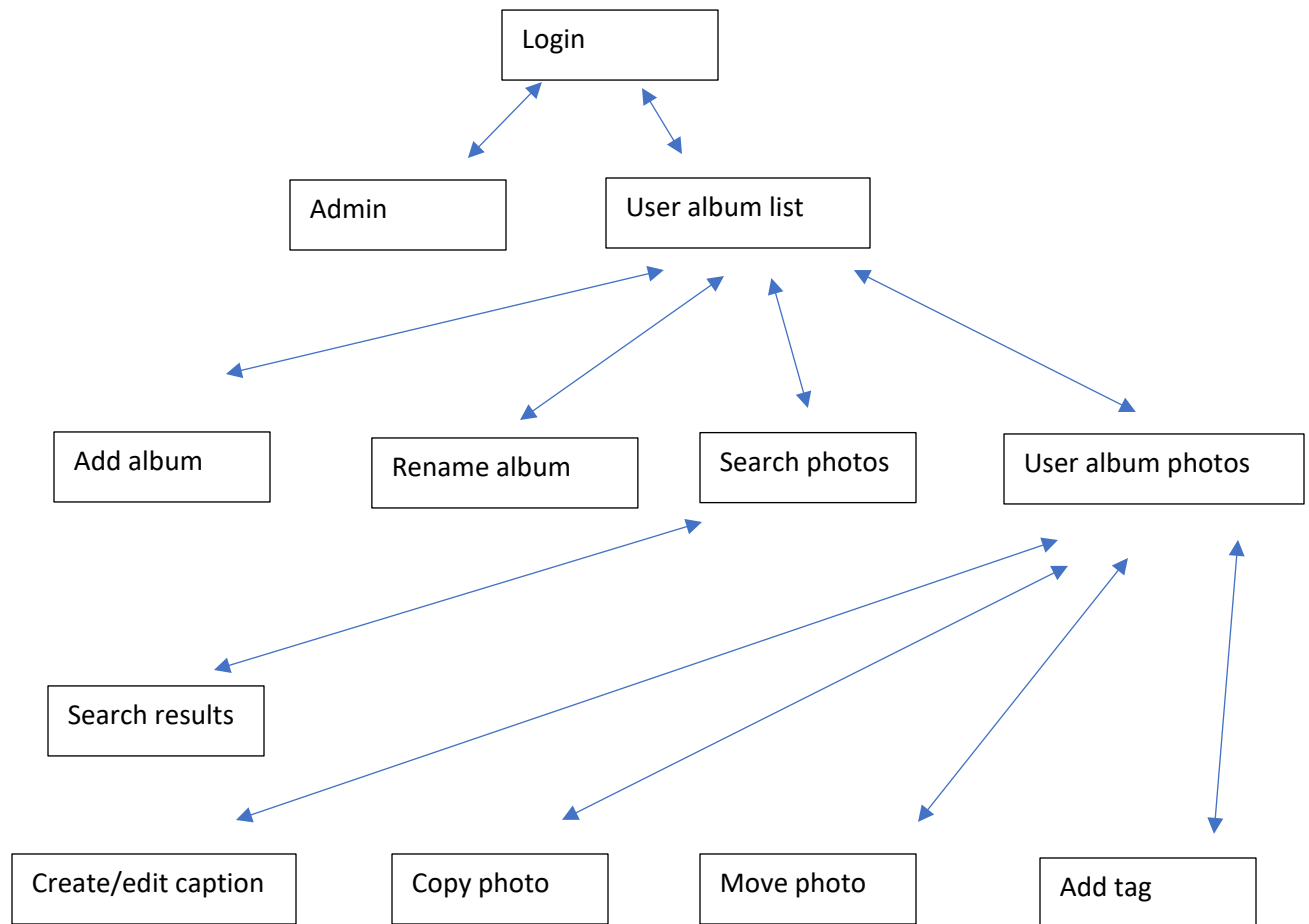 Login
Admin
User album list
Add album
Rename album
Search photos
User album photos
Search results
Create/edit caption
Copy photo
Move photo
Add tag